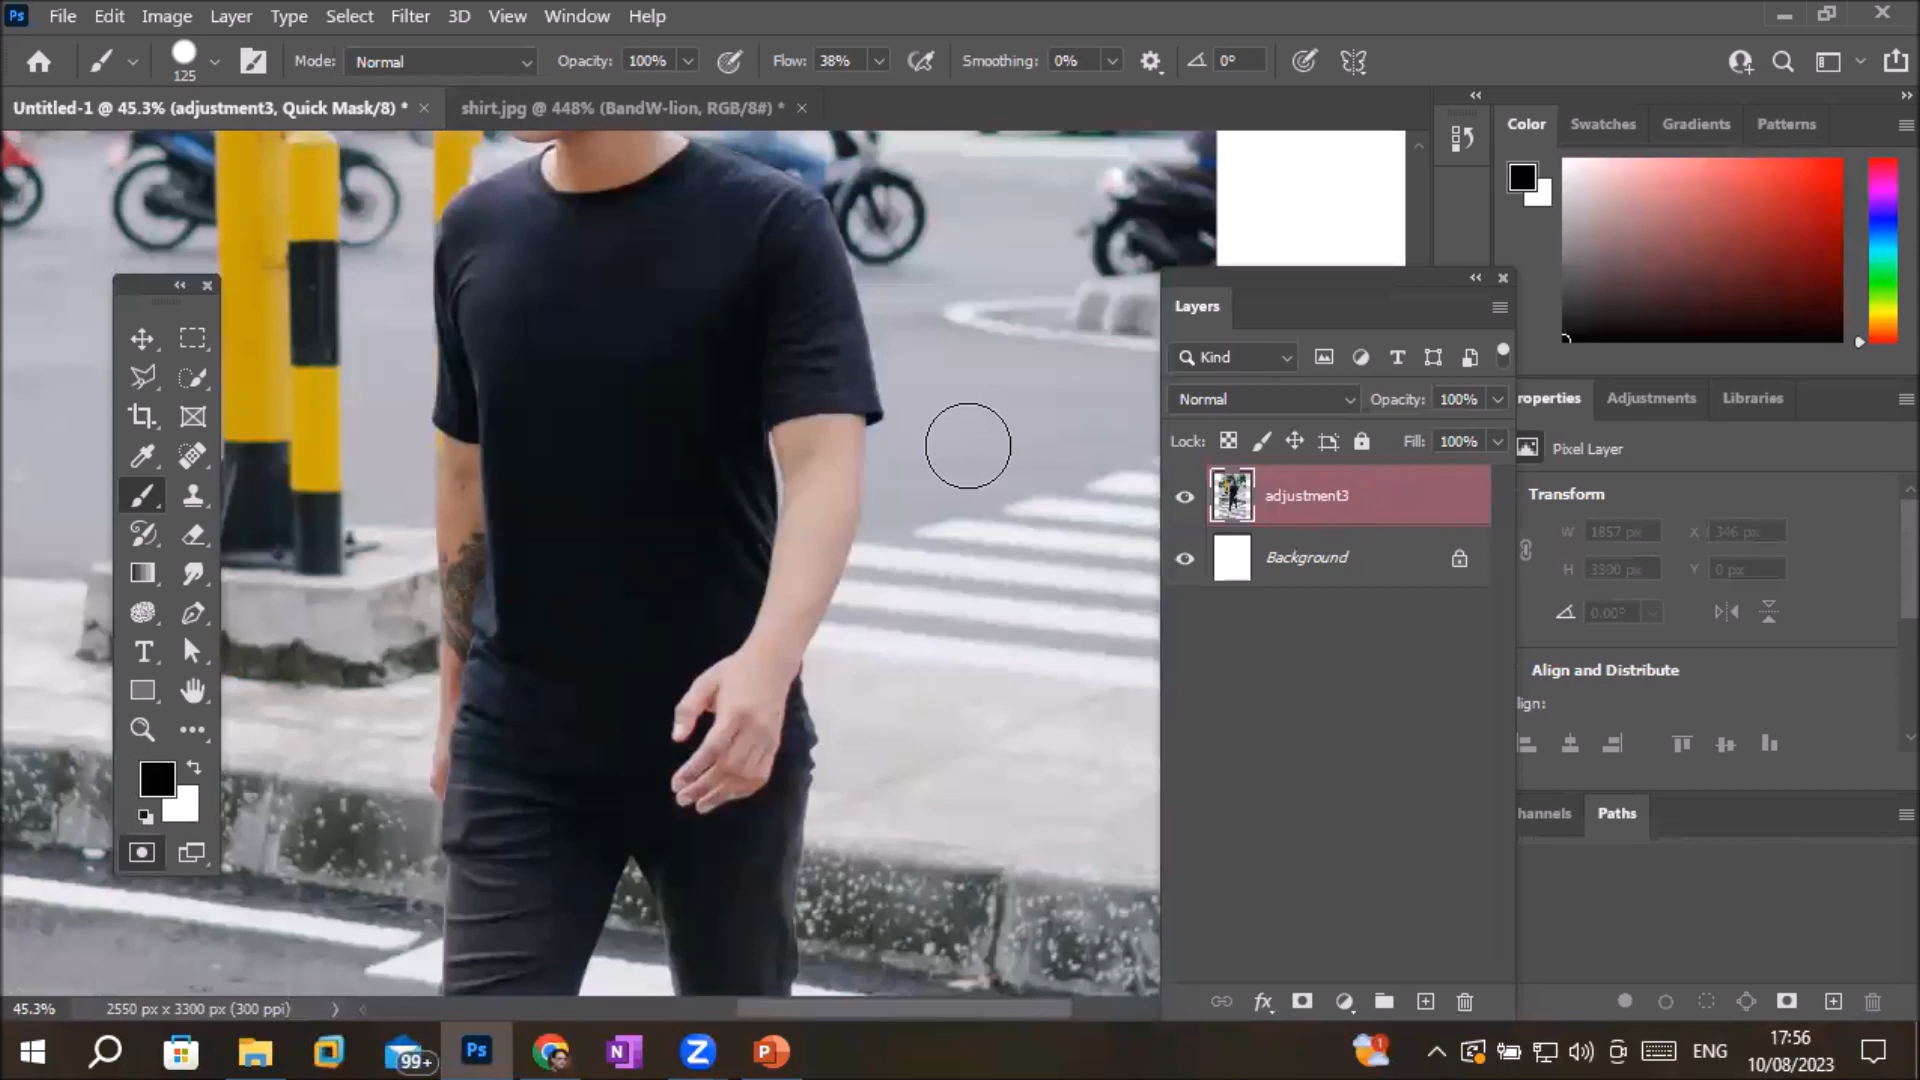 Ps File Edit Image Layer Type Select Filter 3D View Window Help
125 Mode: Normal Opacity: 100% Flow: 38% Smoothing: 0% 0°
Untitled-1 @ 45.3% (adjustment3, Quick Mask/8) * shirt.jpg @ 448% (BandW-lion, RGB/8#) *
Color Swatches Gradients Patterns
Layers
Kind
Normal Opacity: 100%
Lock: Fill: 100%
adjustment3
Background
roperties Adjustments Libraries
Pixel Layer
Transform
W 1857 px X 346 px
H 3300 px Y 0 px
0.00°
Align and Distribute
lign:
hannels Paths
45.3% 2550 px x 3300 px (300 ppi)
99+ Ps N Z P 1 ENG 17:56
10/08/2023